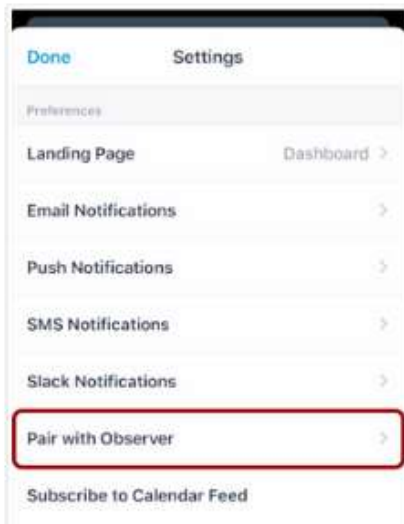 Done Settings
Preferences
Landing Page Dashboard >
Email Notifications >
Push Notifications >
SMS Notifications >
Slack Notifications >
Pair with Observer >
Subscribe to Calendar Feed